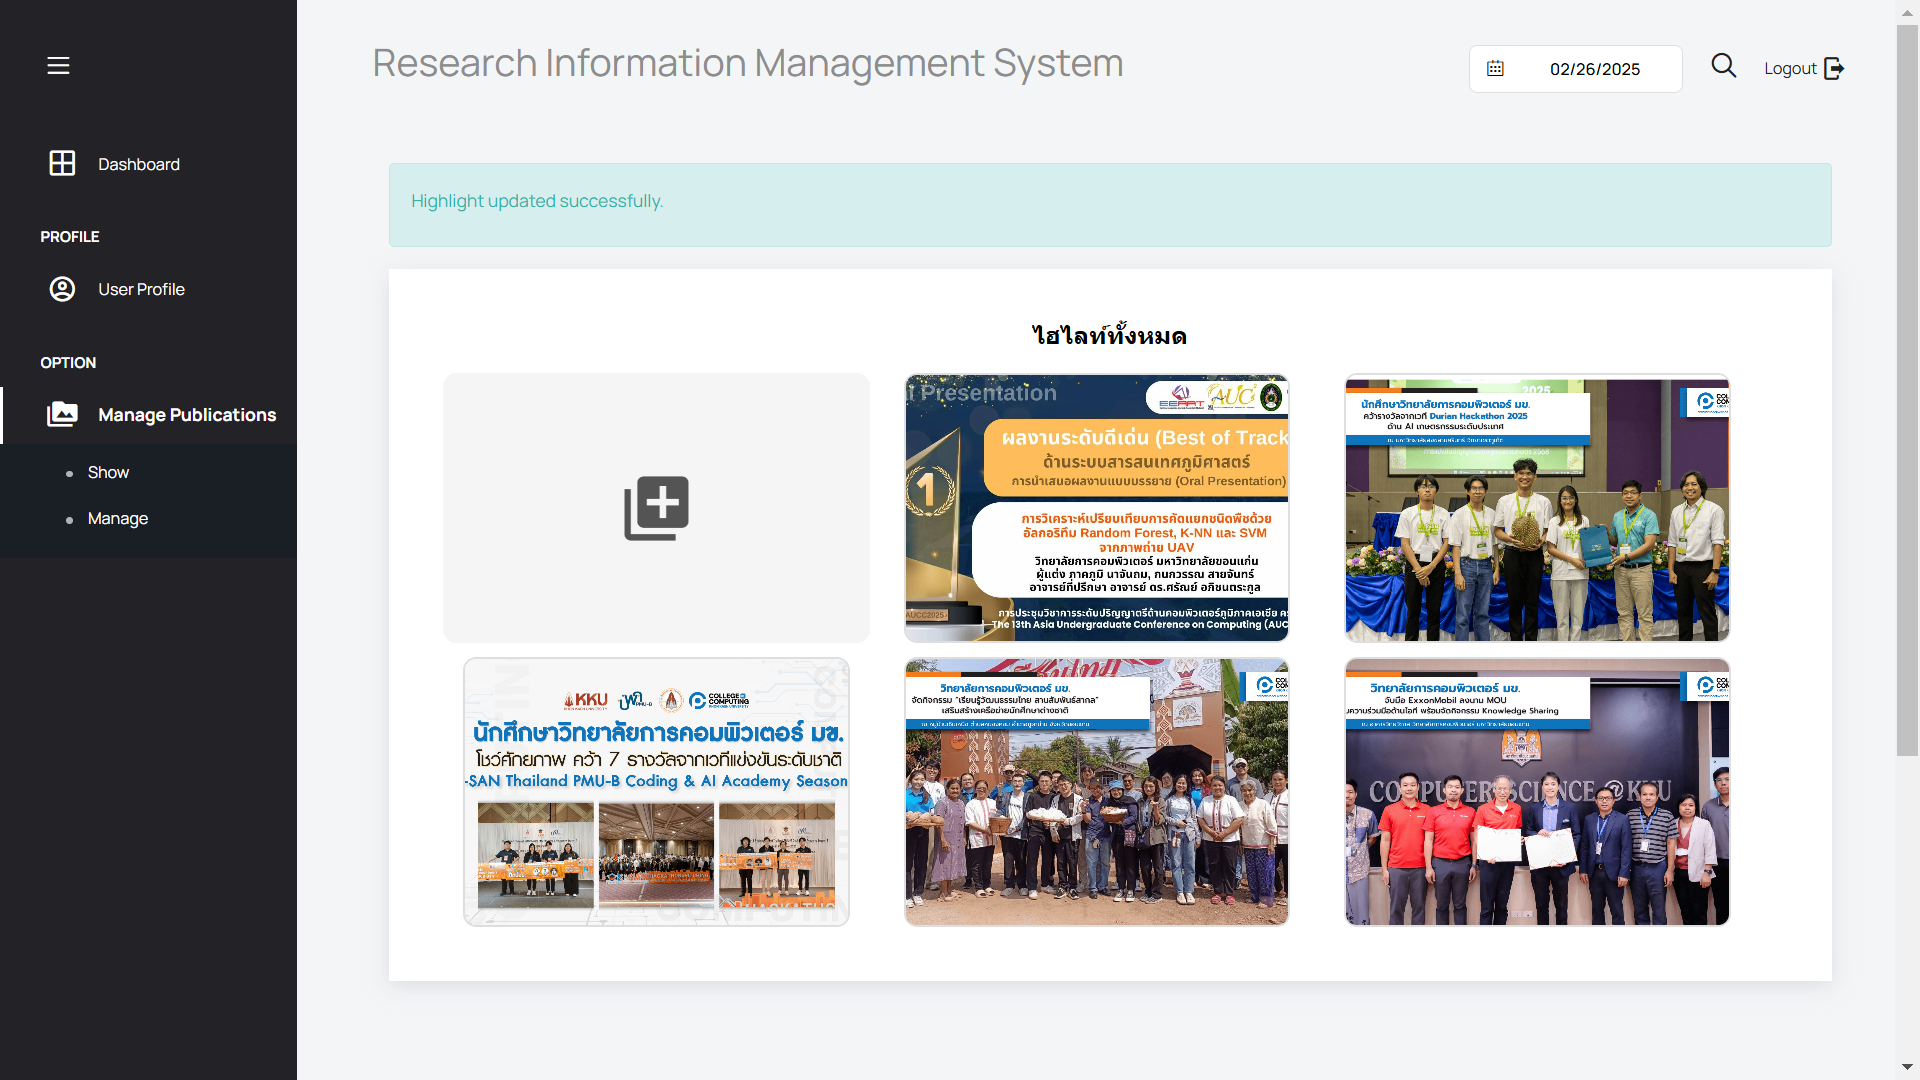 Research Information Management System
02/26/2025
Logout
Dashboard
PROFILE
User Profile
OPTION
Manage Publications
Show
Manage
Highlight updated successfully.
ไฮไลท์ทั้งหมด
l Presentation
ผลงานระดับดีเด่น (Best of Track
ด้านระบบสารสนเทศภูมิศาสตร์
การนำเสนอผลงานแบบบรรยาย (Oral Presentation)
1
การวิเคราะห์เปรียบเทียบการคัดแยกชนิดพืชด้วย
อัลกอริทึม Random Forest, K-NN และ SVM
จากภาพถ่าย UAV
วิทยาลัยการคอมพิวเตอร์ มหาวิทยาลัยขอนแก่น
ผู้แต่ง ภาคภูมิ นาจันถม, กนกวรรณ สายจันทร์
อาจารย์ที่ปรึกษา อาจารย์ ดร.ศรัณย์ อภิชนตระกูล
AUCC2025
การประชุมวิชาการระดับปริญญาตรีด้านคอมพิวเตอร์ภูมิภาคเอเชีย ค
The 13th Asia Undergraduate Conference on Computing (AUC
2025
นักศึกษาวิทยาลัยการคอมพิวเตอร์ มข.
คว้ารางวัลจากเวที Durian Hackathon 2025
ด้าน AI เกษตรกรรมระดับประเทศ
KKU
PMU-B
COLLEGE OF
COMPUTING
นักศึกษาวิทยาลัยการคอมพิวเตอร์ มข.
โชว์ศักยภาพ คว้า 7 รางวัลจากเวทีแข่งขันระดับชาติ
-SAN Thailand PMU-B Coding & AI Academy Season
วิทยาลัยการคอมพิวเตอร์ มข.
จัดกิจกรรม "เรียนรู้วัฒนธรรมไทย สานสัมพันธ์สากล"
เสริมสร้างเครือข่ายนักศึกษาต่างชาติ
วิทยาลัยการคอมพิวเตอร์ มข.
จับมือ ExxonMobil ลงนาม MOU
ความร่วมมือด้านไอที พร้อมจัดกิจกรรม Knowledge Sharing
COMPUTER SCIENCE @ KKU